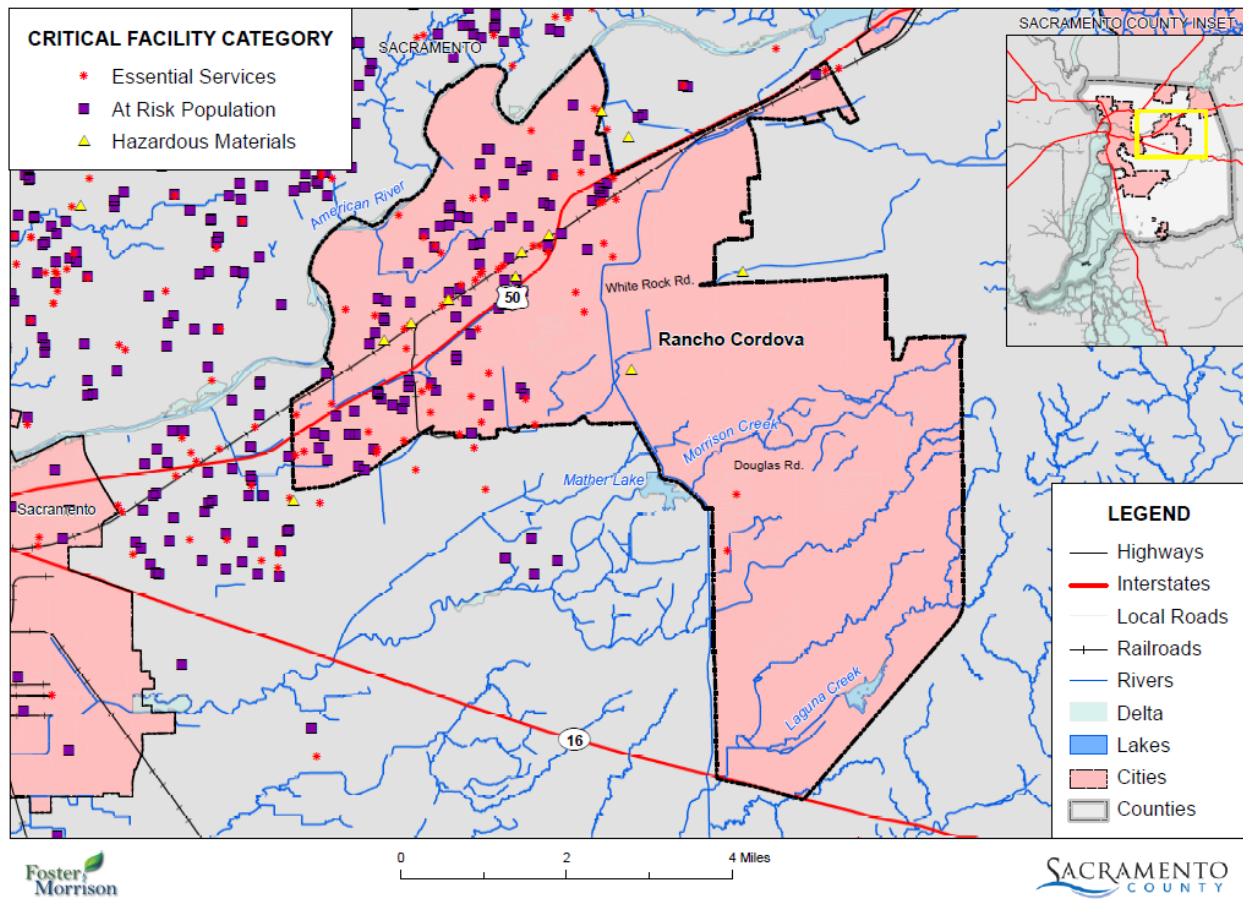 CRITICAL FACILITY CATEGORY
Essential Services
At Risk Population
Hazardous Materials
SACRAMENTO
SACRAMENTO COUNTY INSET
American River
50
White Rock Rd.
Rancho Cordova
Morrison Creek
Douglas Rd.
Mather Lake
Sacramento
Laguna Creek
16
LEGEND
Highways
Interstates
Local Roads
Railroads
Rivers
Delta
Lakes
Cities
Counties
Foster
Morrison
0 2 4 Miles
SACRAMENTO
COUNTY